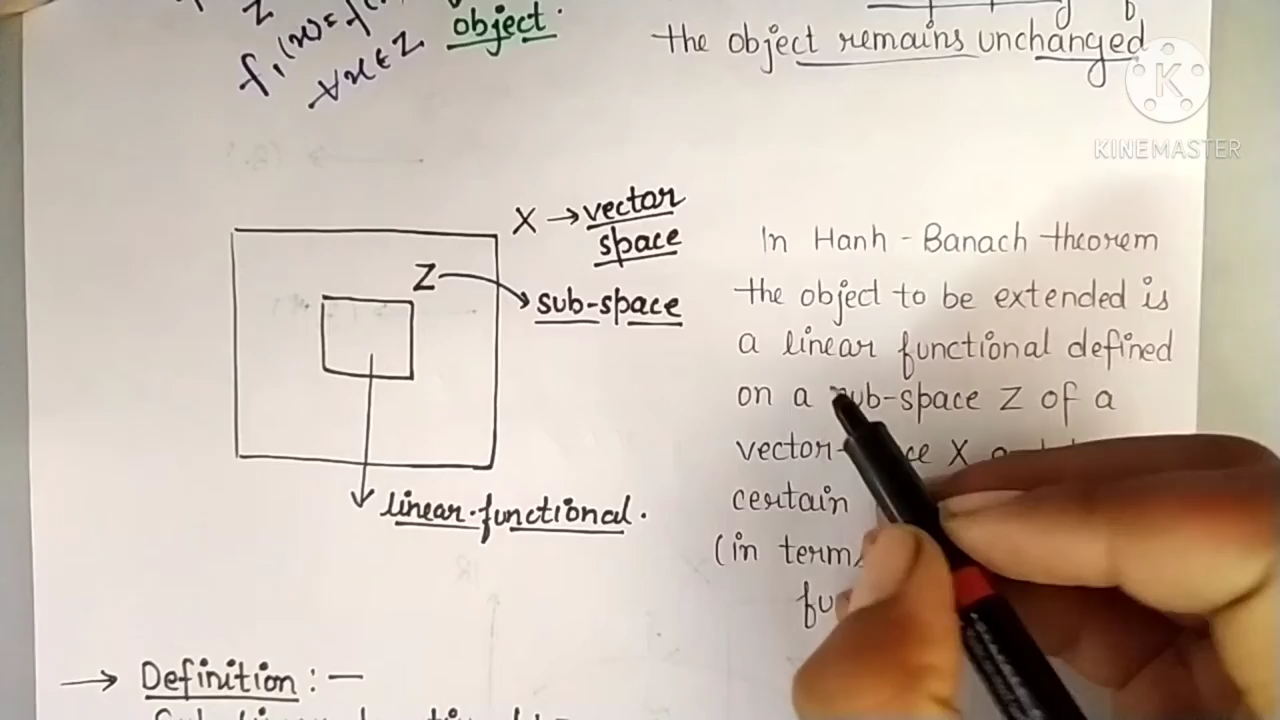 Z
f₁(x)=f(
∀x∈Z
object.
the object remains unchanged
K
KINEMASTER
X → vector
space
Z
sub-space
linear-functional.
In Hanh-Banach theorem
the object to be extended is
a linear functional defined
on a sub-space Z of a
vector- X
certain
(in term
→ Definition :—